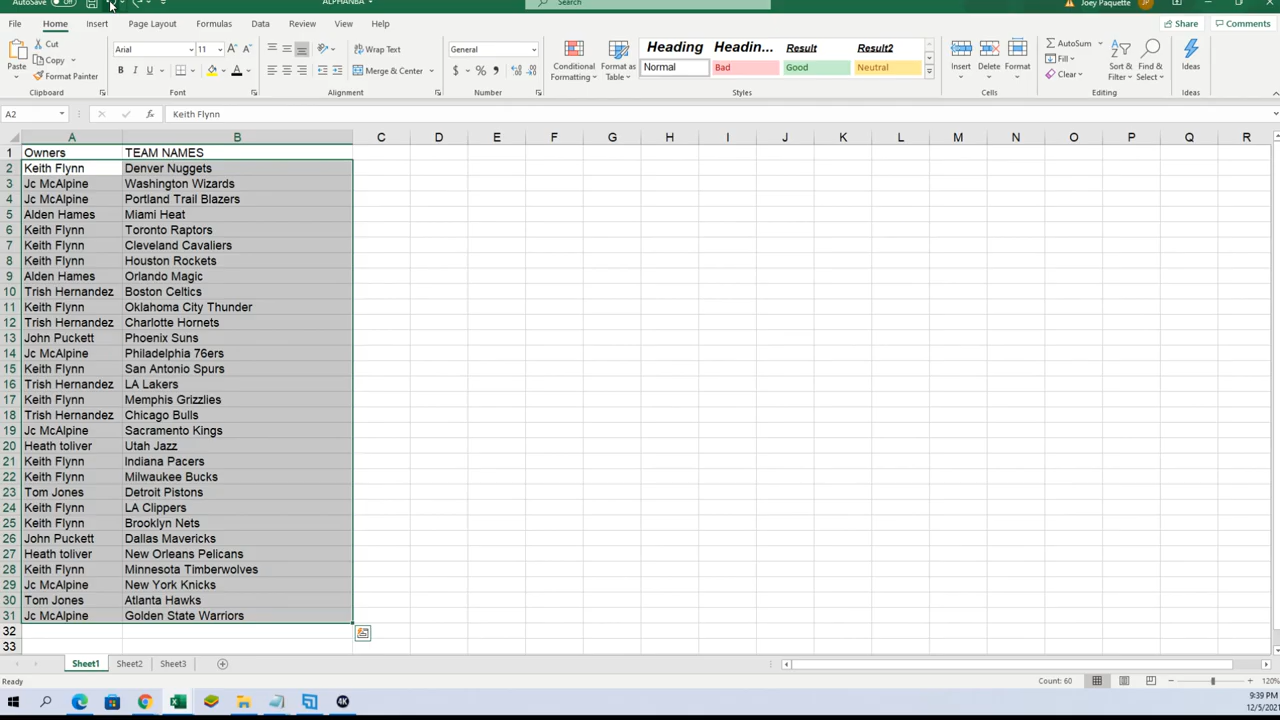 AutoSave Off ALPHANBA Search Joey Paquette JP
File Home Insert Page Layout Formulas Data Review View Help Share Comments
Paste Cut Copy Format Painter Clipboard
Arial 11 B I U A Font
Wrap Text Merge & Center Alignment
General $ % , Number
Conditional Formatting Format as Table Heading Headin... Result Result2 Normal Bad Good Neutral Styles
Insert Delete Format Cells
AutoSum Fill Clear Sort & Filter Find & Select Editing
Ideas Ideas
A2 fx Keith Flynn
A B C D E F G H I J K L M N O P Q R
1 Owners TEAM NAMES
2 Keith Flynn Denver Nuggets
3 Jc McAlpine Washington Wizards
4 Jc McAlpine Portland Trail Blazers
5 Alden Hames Miami Heat
6 Keith Flynn Toronto Raptors
7 Keith Flynn Cleveland Cavaliers
8 Keith Flynn Houston Rockets
9 Alden Hames Orlando Magic
10 Trish Hernandez Boston Celtics
11 Keith Flynn Oklahoma City Thunder
12 Trish Hernandez Charlotte Hornets
13 John Puckett Phoenix Suns
14 Jc McAlpine Philadelphia 76ers
15 Keith Flynn San Antonio Spurs
16 Trish Hernandez LA Lakers
17 Keith Flynn Memphis Grizzlies
18 Trish Hernandez Chicago Bulls
19 Jc McAlpine Sacramento Kings
20 Heath toliver Utah Jazz
21 Keith Flynn Indiana Pacers
22 Keith Flynn Milwaukee Bucks
23 Tom Jones Detroit Pistons
24 Keith Flynn LA Clippers
25 Keith Flynn Brooklyn Nets
26 John Puckett Dallas Mavericks
27 Heath toliver New Orleans Pelicans
28 Keith Flynn Minnesota Timberwolves
29 Jc McAlpine New York Knicks
30 Tom Jones Atlanta Hawks
31 Jc McAlpine Golden State Warriors
32
33
Sheet1 Sheet2 Sheet3
Ready Count: 60 120%
4K 9:39 PM
12/5/2021